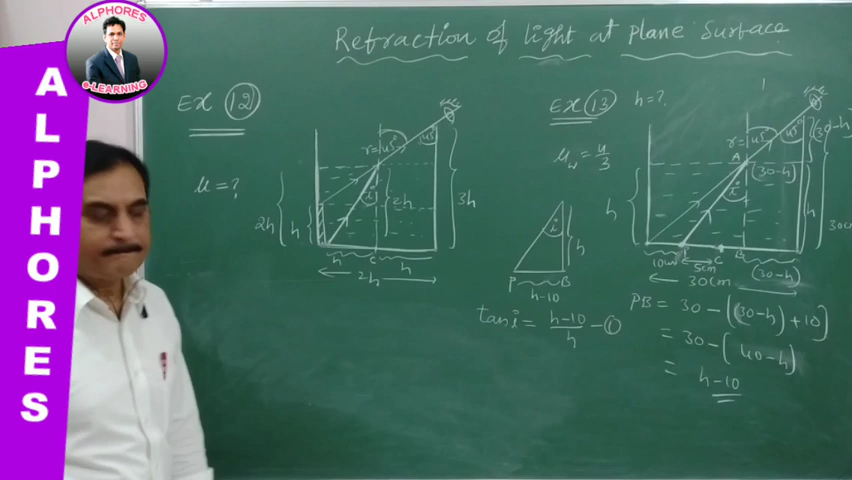 ALPHORES
e-LEARNING
ALPHORES
Refraction of light at plane surface
Ex 12
μ = ?
r = 45°
45°
i
2h
h
2h
3h
h
C
h
2h
Ex 13
h = ?
μw = 4/3
r = 45°
45°
(30-h)
A
(30-h)
i
h
h
30cm
10cm
P
5cm
C
B
(30-h)
30cm
i
h
P
B
h-10
tan i = h-10/h - ①
PB = 30 - [(30-h) + 10]
= 30 - [40-h]
= h-10